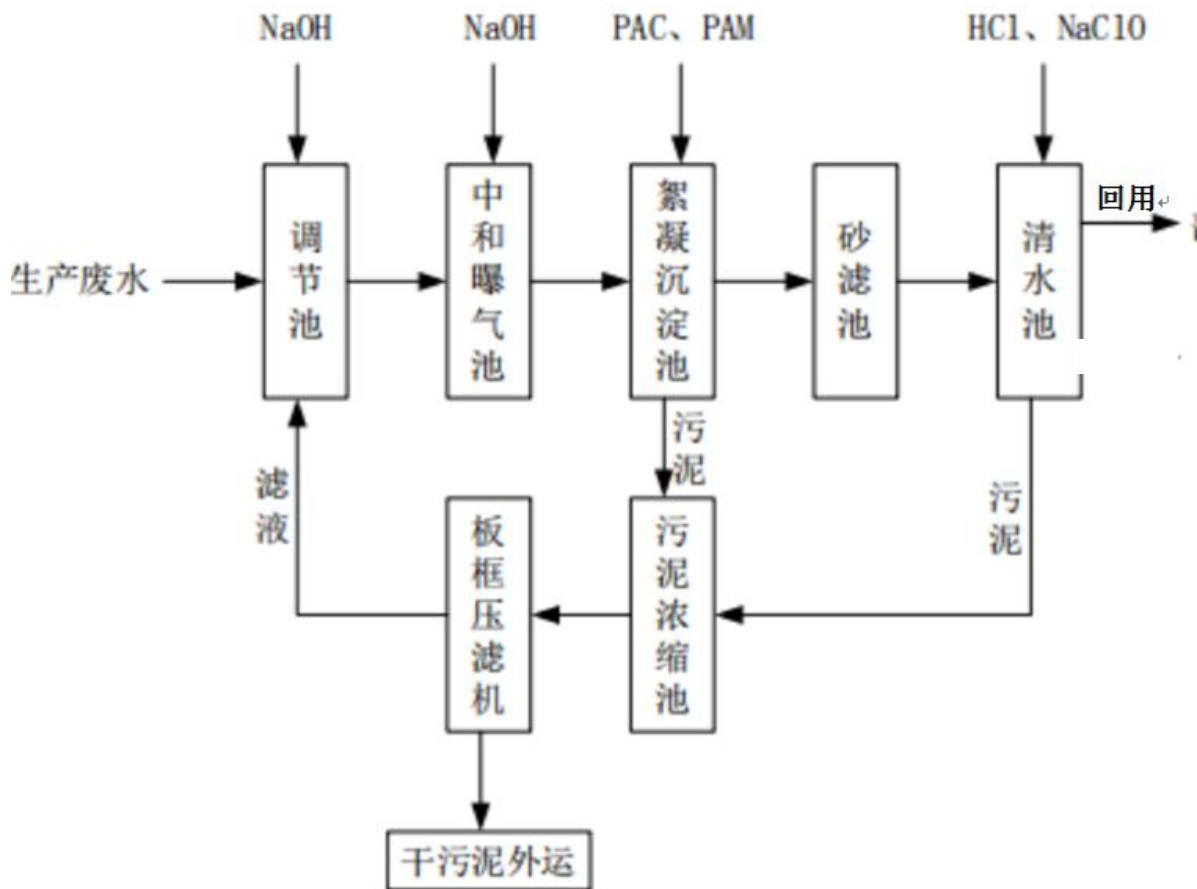 NaOH
NaOH
PAC、PAM
HCl、NaClO
生产废水
调节池
中和曝气池
絮凝沉淀池
砂滤池
清水池
回用
污泥
污泥
滤液
板框压滤机
污泥浓缩池
干污泥外运